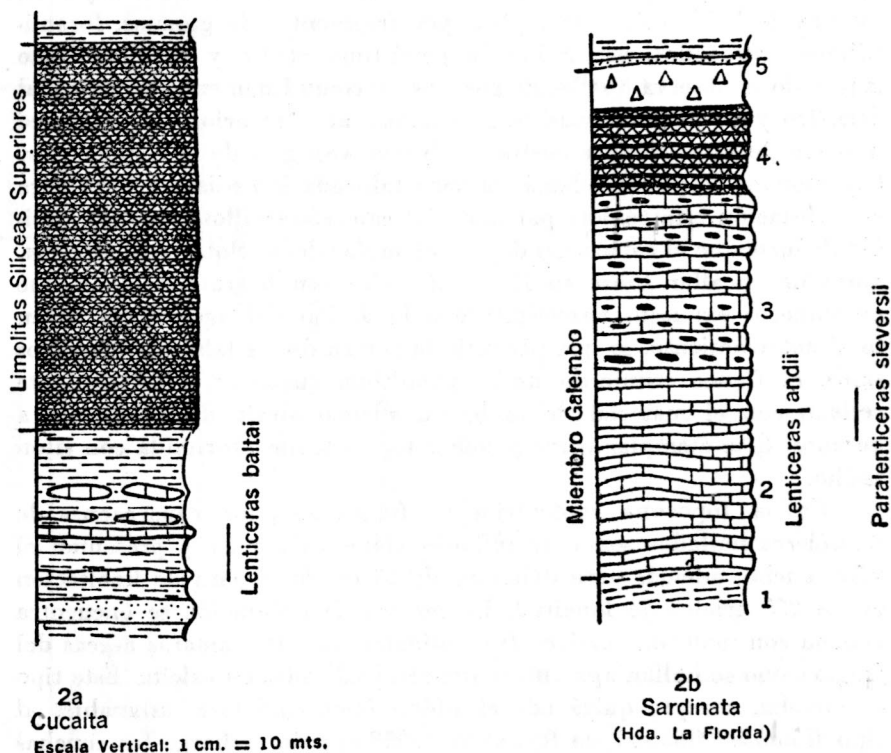 Limolitas Silíceas Superiores
Lenticeras baltai
2a
Cucaita
Escala Vertical: 1 cm. = 10 mts.
Miembro Galembo
5
4.
3
2
1
Lenticeras andii
Paralenticeras sieversii
2b
Sardinata
(Hda. La Florida)